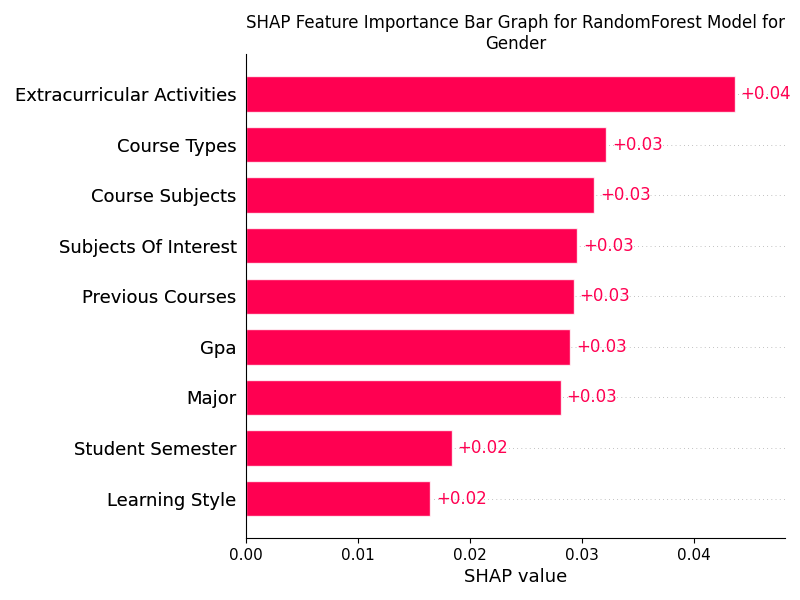 SHAP Feature Importance Bar Graph for RandomForest Model for
Gender
Extracurricular Activities +0.04
Course Types +0.03
Course Subjects +0.03
Subjects Of Interest +0.03
Previous Courses +0.03
Gpa +0.03
Major +0.03
Student Semester +0.02
Learning Style +0.02
0.00 0.01 0.02 0.03 0.04
SHAP value